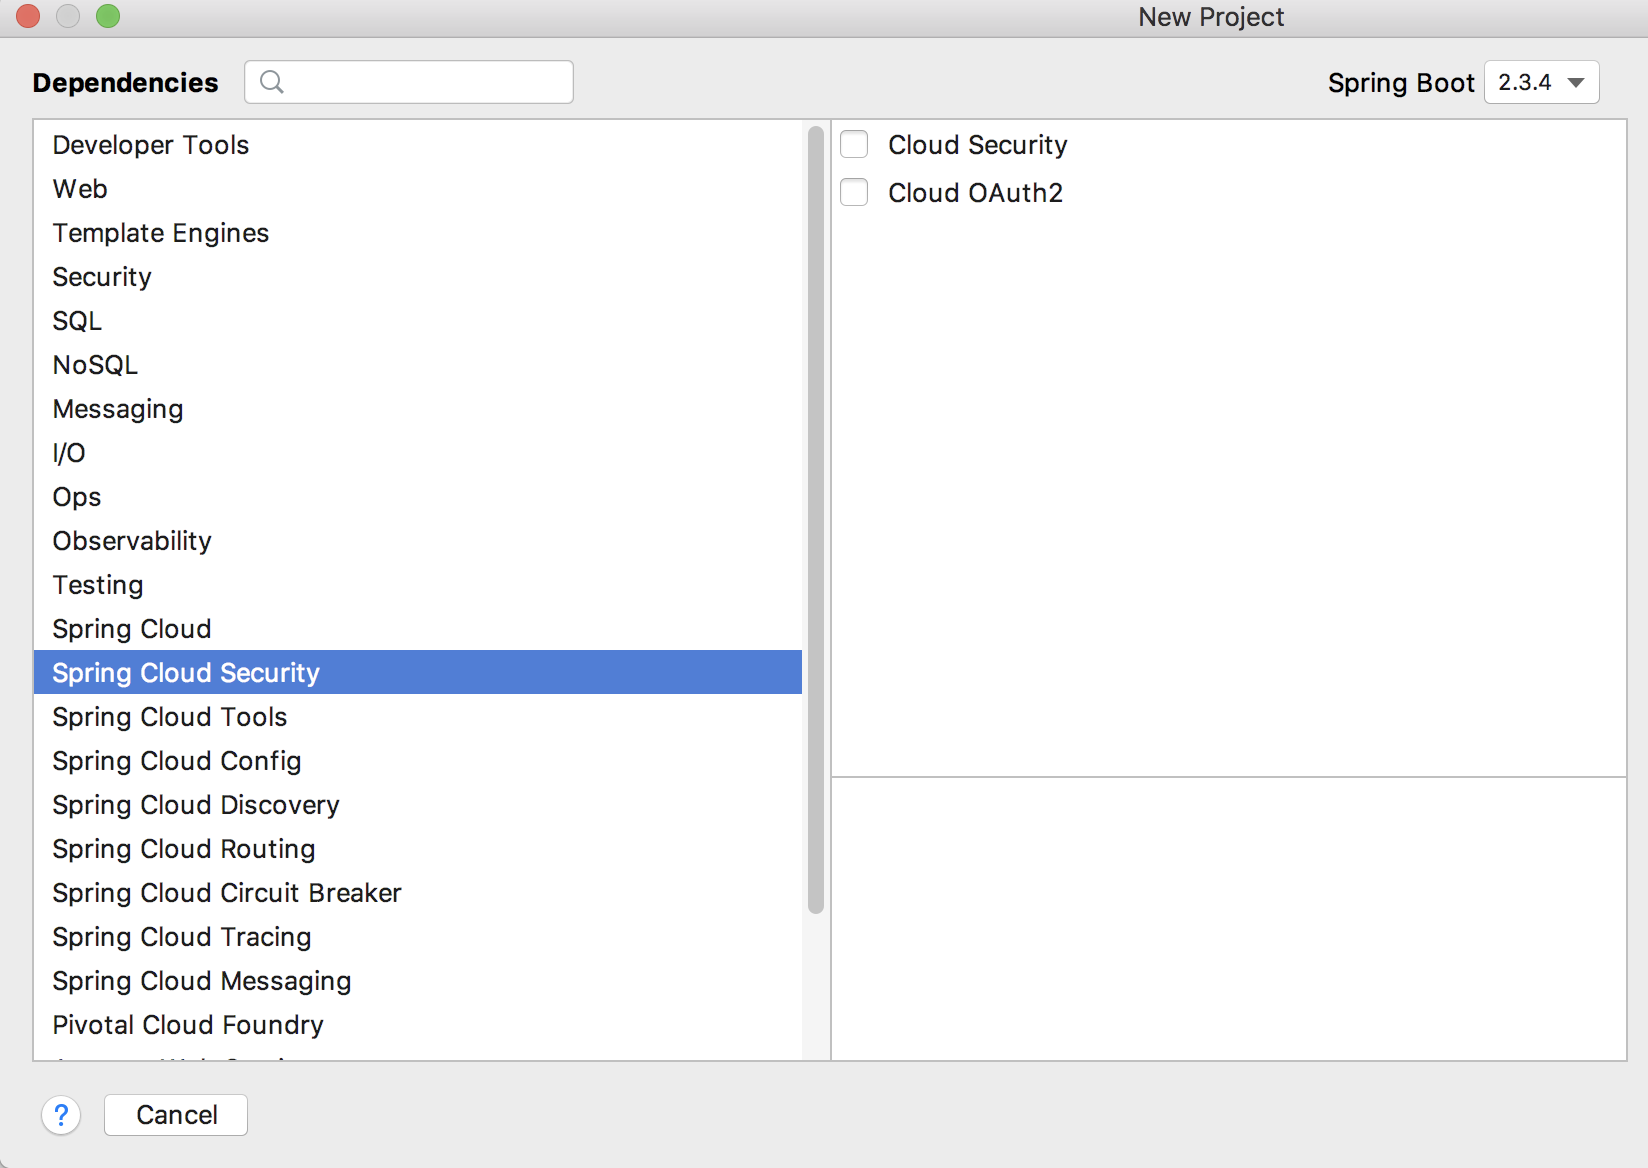 New Project
Dependencies
Spring Boot 2.3.4
Developer Tools
Web
Template Engines
Security
SQL
NoSQL
Messaging
I/O
Ops
Observability
Testing
Spring Cloud
Spring Cloud Security
Spring Cloud Tools
Spring Cloud Config
Spring Cloud Discovery
Spring Cloud Routing
Spring Cloud Circuit Breaker
Spring Cloud Tracing
Spring Cloud Messaging
Pivotal Cloud Foundry
Cloud Security
Cloud OAuth2
? Cancel